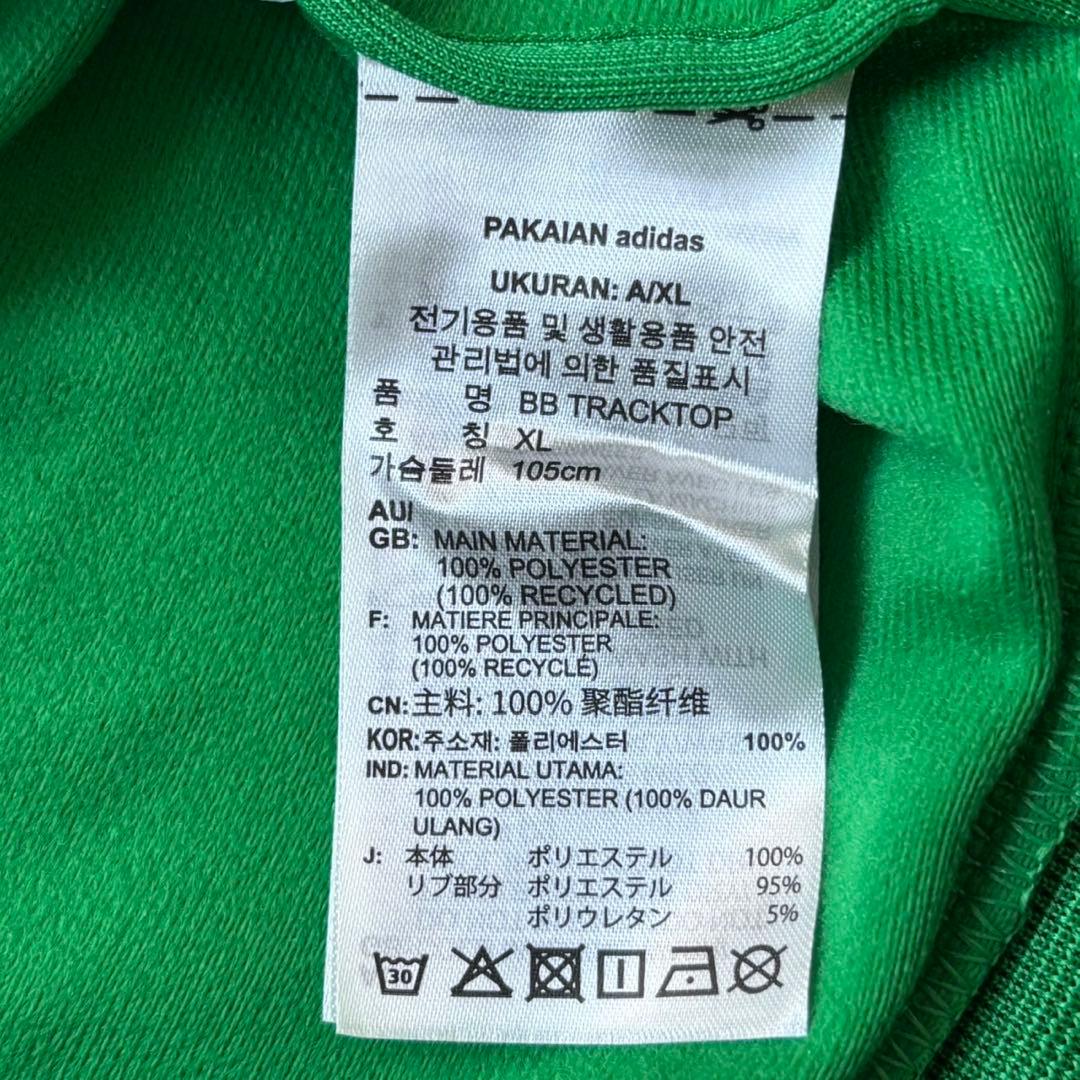 PAKAIAN adidas
UKURAN: A/XL
전기용품 및 생활용품 안전
관리법에 의한 품질표시
품 명 BB TRACKTOP
호 칭 XL
가슴둘레 105cm
AU/
GB: MAIN MATERIAL:
100% POLYESTER
(100% RECYCLED)
F: MATIERE PRINCIPALE:
100% POLYESTER
(100% RECYCLÉ)
CN: 主料: 100% 聚酯纤维
KOR: 주소재: 폴리에스터 100%
IND: MATERIAL UTAMA:
100% POLYESTER (100% DAUR
ULANG)
J: 本体 ポリエステル 100%
リブ部分 ポリエステル 95%
ポリウレタン 5%
30